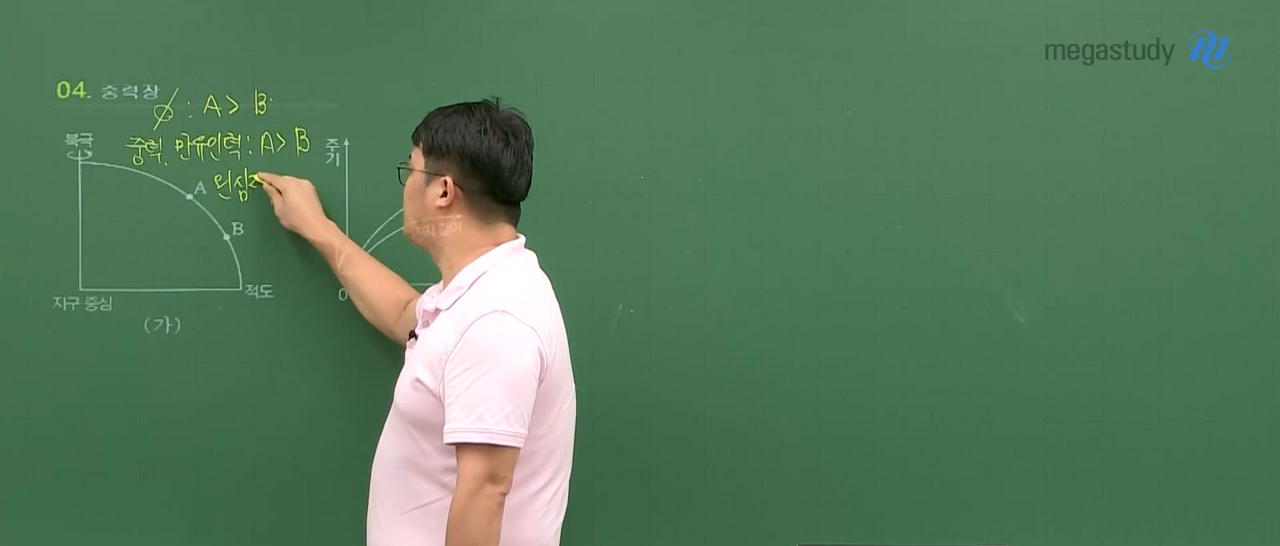 megastudy
04. 중력장
ϕ : A > B
북극
중력, 만유인력 : A > B
주기
원심
A
B
지구 중심
적도
0
(가)